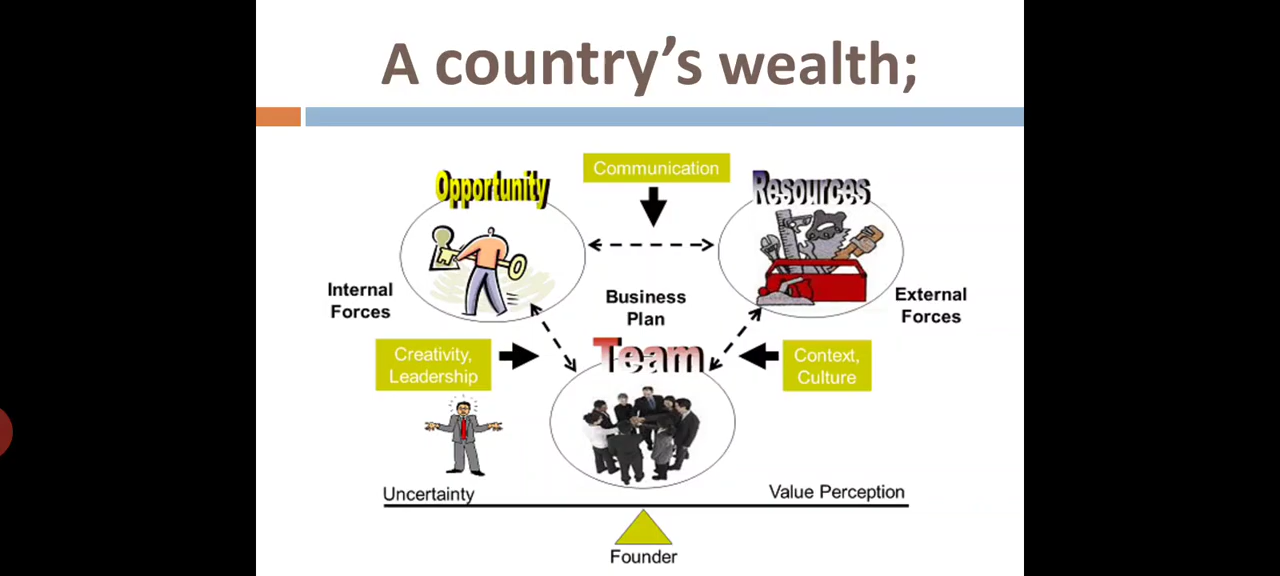 A country's wealth;
Communication
Opportunity
Resources
Internal
Forces
Business
Plan
External
Forces
Team
Creativity,
Leadership
Context,
Culture
Uncertainty
Value Perception
Founder